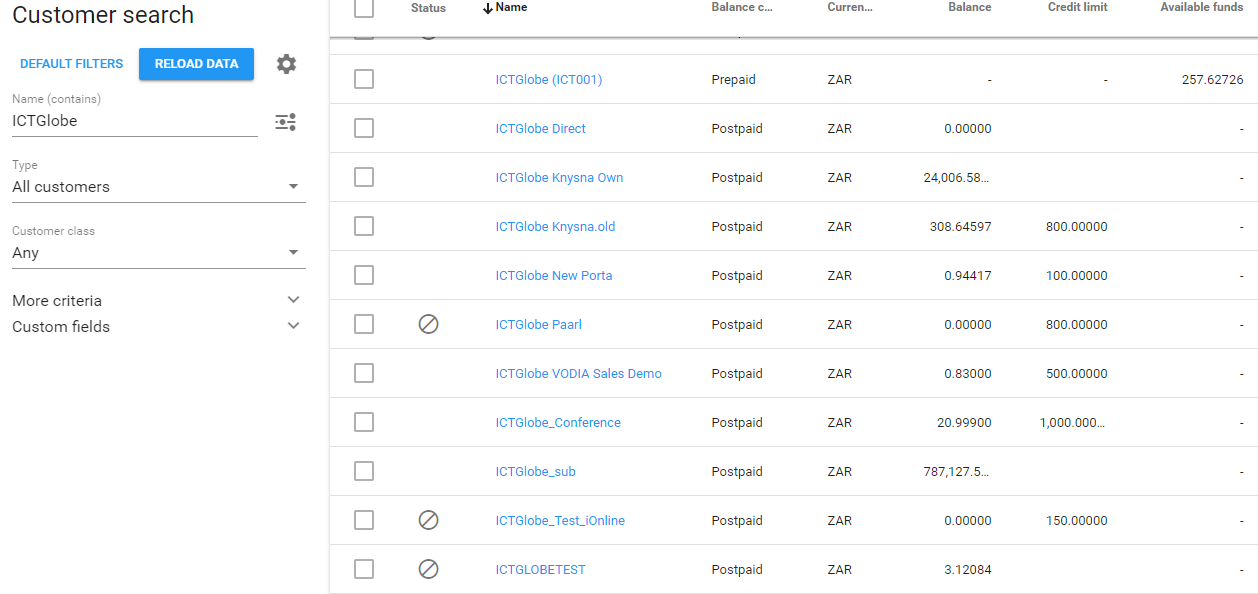 Customer search
DEFAULT FILTERS RELOAD DATA
Name (contains)
ICTGlobe
Type
All customers
Customer class
Any
More criteria
Custom fields
Status Name Balance c... Curren... Balance Credit limit Available funds
ICTGlobe (ICT001) Prepaid ZAR - - 257.62726
ICTGlobe Direct Postpaid ZAR 0.00000 -
ICTGlobe Knysna Own Postpaid ZAR 24,006.58... -
ICTGlobe Knysna.old Postpaid ZAR 308.64597 800.00000 -
ICTGlobe New Porta Postpaid ZAR 0.94417 100.00000 -
ICTGlobe Paarl Postpaid ZAR 0.00000 800.00000 -
ICTGlobe VODIA Sales Demo Postpaid ZAR 0.83000 500.00000 -
ICTGlobe_Conference Postpaid ZAR 20.99900 1,000.000... -
ICTGlobe_sub Postpaid ZAR 787,127.5... -
ICTGlobe_Test_iOnline Postpaid ZAR 0.00000 150.00000 -
ICTGLOBETEST Postpaid ZAR 3.12084 -